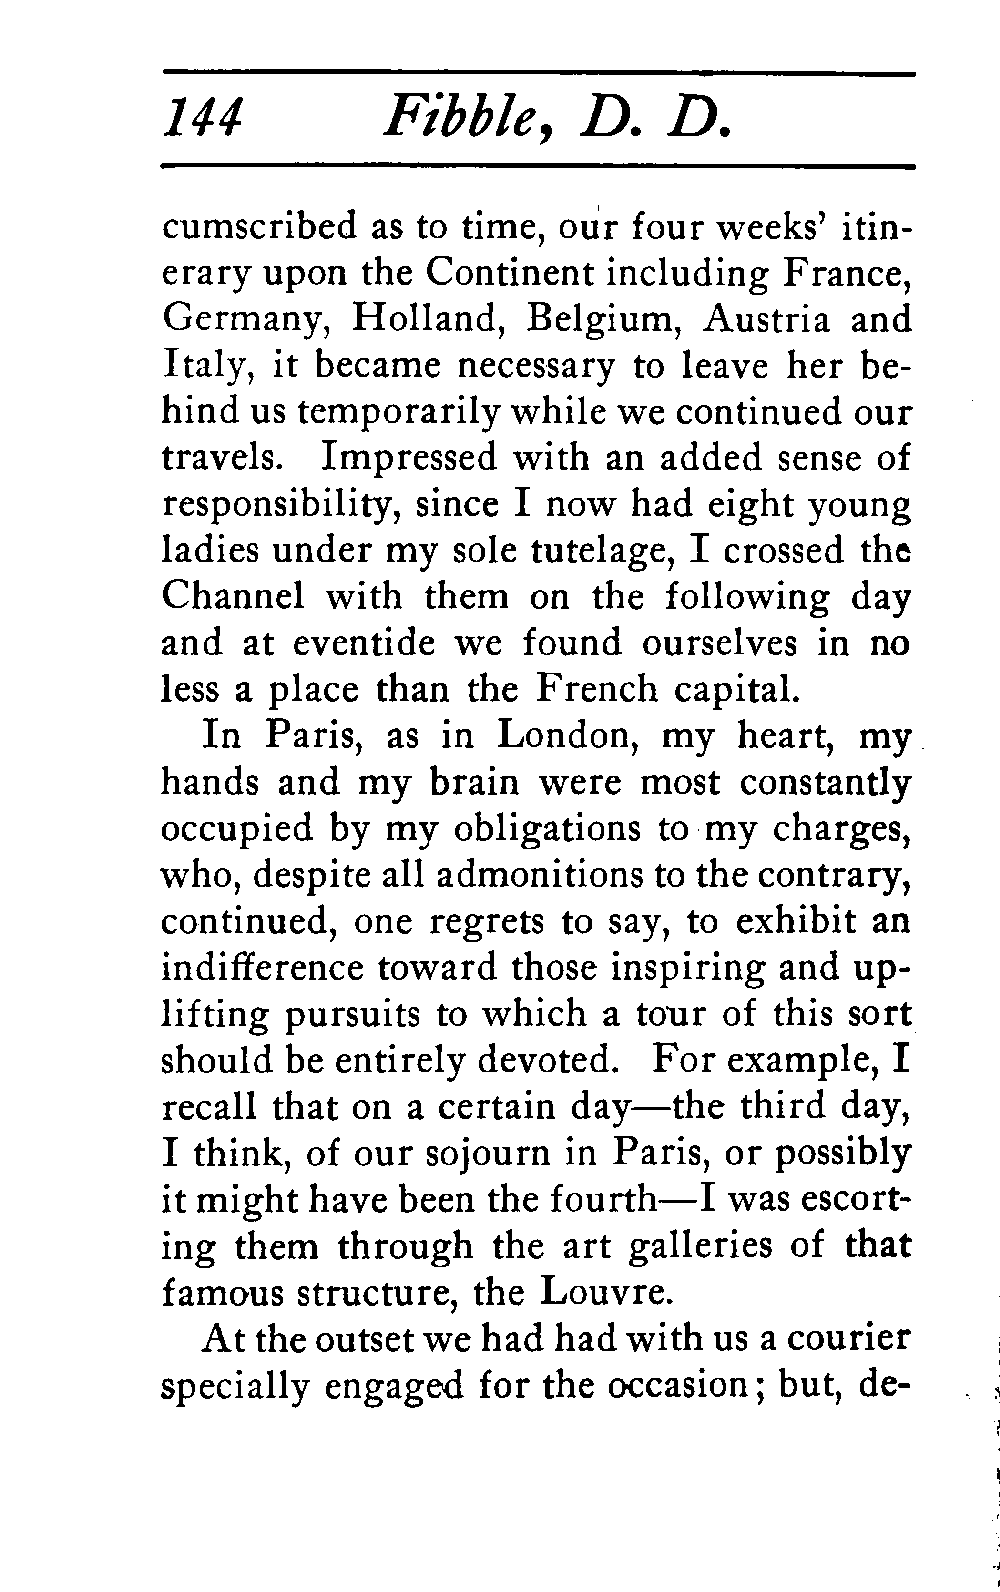 144 Fibble, D. D.
cumscribed as to time, our four weeks' itin-
erary upon the Continent including France,
Germany, Holland, Belgium, Austria and
Italy, it became necessary to leave her be-
hind us temporarily while we continued our
travels. Impressed with an added sense of
responsibility, since I now had eight young
ladies under my sole tutelage, I crossed the
Channel with them on the following day
and at eventide we found ourselves in no
less a place than the French capital.
In Paris, as in London, my heart, my
hands and my brain were most constantly
occupied by my obligations to my charges,
who, despite all admonitions to the contrary,
continued, one regrets to say, to exhibit an
indifference toward those inspiring and up-
lifting pursuits to which a tour of this sort
should be entirely devoted. For example, I
recall that on a certain day—the third day,
I think, of our sojourn in Paris, or possibly
it might have been the fourth—I was escort-
ing them through the art galleries of that
famous structure, the Louvre.
At the outset we had had with us a courier
specially engaged for the occasion; but, de-